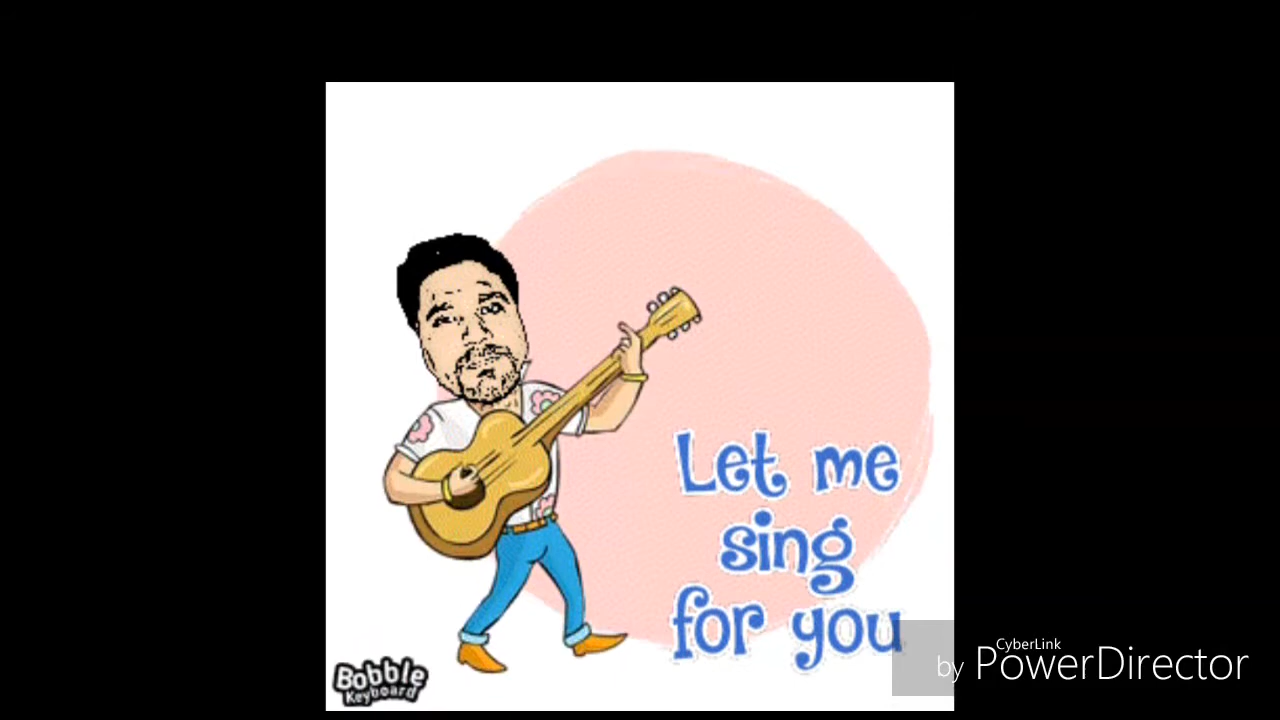 Let me
sing
for you
Bobble
Keyboard
CyberLink
by PowerDirector